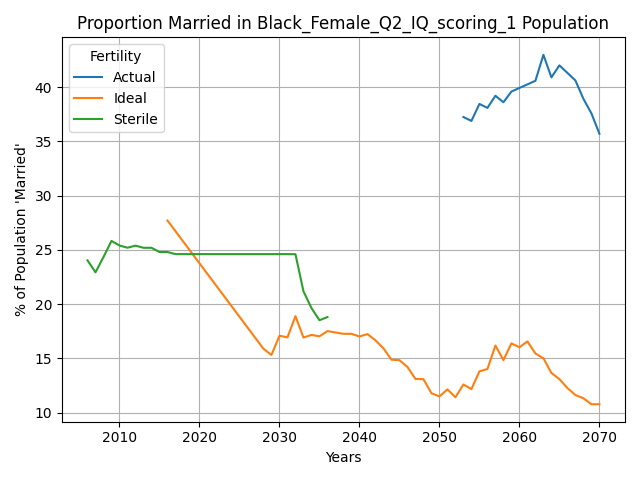 Proportion Married in Black_Female_Q2_IQ_scoring_1 Population
% of Population 'Married'
Fertility
Actual
Ideal
Sterile
40
35
30
25
20
15
10
2010 2020 2030 2040 2050 2060 2070
Years